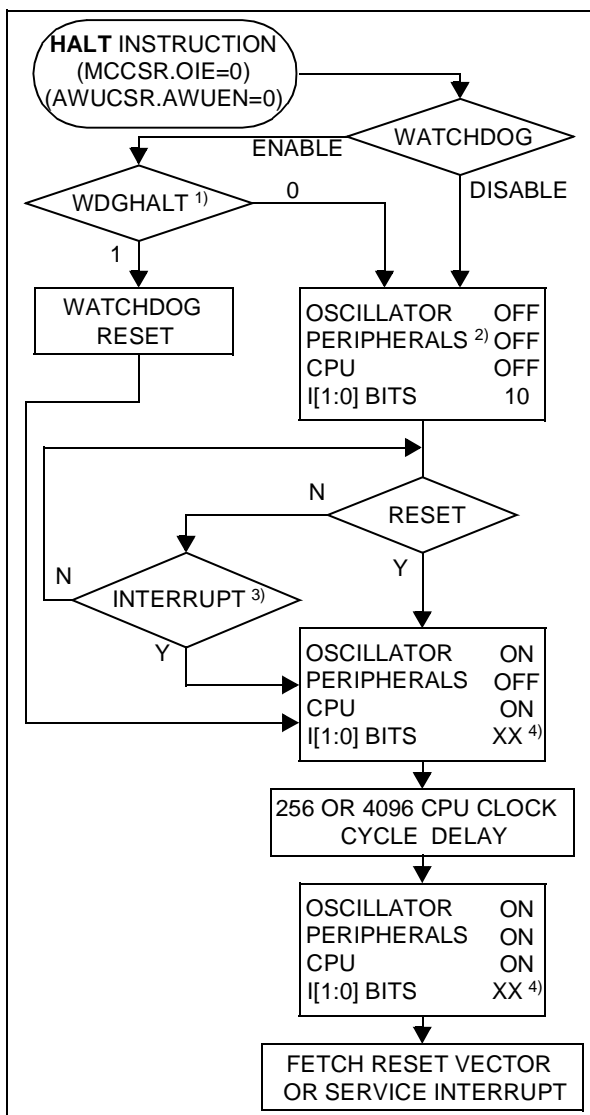 HALT INSTRUCTION
(MCCSR.OIE=0)
(AWUCSR.AWUEN=0)
WATCHDOG
ENABLE
DISABLE
WDGHALT 1)
0
1
WATCHDOG
RESET
OSCILLATOR OFF
PERIPHERALS 2) OFF
CPU OFF
I[1:0] BITS 10
N
RESET
Y
N
INTERRUPT 3)
Y
OSCILLATOR ON
PERIPHERALS OFF
CPU ON
I[1:0] BITS XX 4)
256 OR 4096 CPU CLOCK
CYCLE DELAY
OSCILLATOR ON
PERIPHERALS ON
CPU ON
I[1:0] BITS XX 4)
FETCH RESET VECTOR
OR SERVICE INTERRUPT